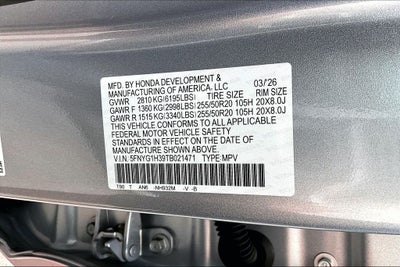 MFD. BY HONDA DEVELOPMENT & 03/26
MANUFACTURING OF AMERICA, LLC
GVWR 2810 KG(6195LBS) TIRE SIZE RIM SIZE
GAWR F 1360 KG(2998LBS) 255/50R20 105H 20X8.0J
GAWR R 1515 KG(3340LBS) 255/50R20 105H 20X8.0J
THIS VEHICLE CONFORMS TO ALL APPLICABLE
FEDERAL MOTOR VEHICLE SAFETY
STANDARDS IN EFFECT ON THE DATE OF
MANUFACTURE SHOWN ABOVE.
V.I.N.: 5FNYG1H39TB021471 TYPE MPV
T90 T AN6 -NH932M -V -B